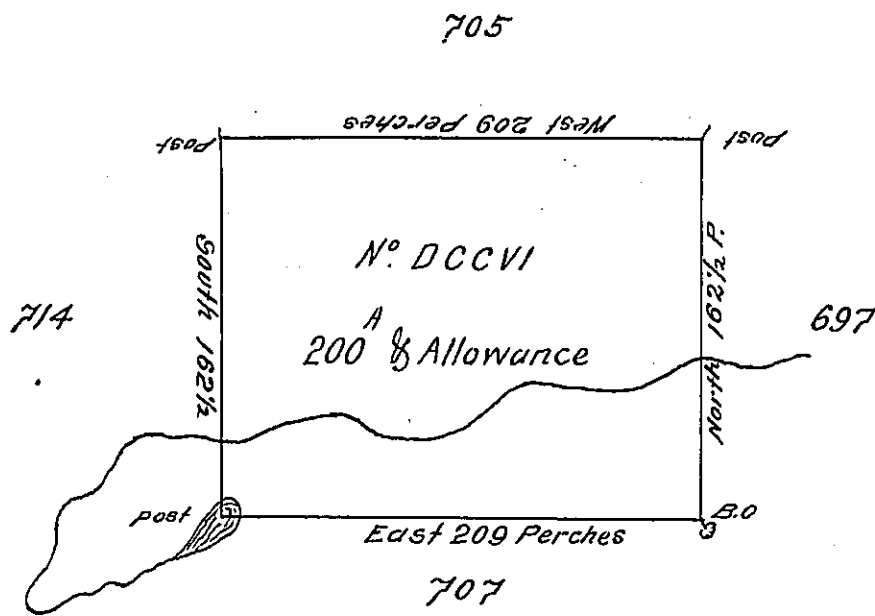 705
West 209 Perches
Post
Post
South 162½
North 162½ P.
Nº. DCCVI
200 A & Allowance
714
697
post
B.O
East 209 Perches
707